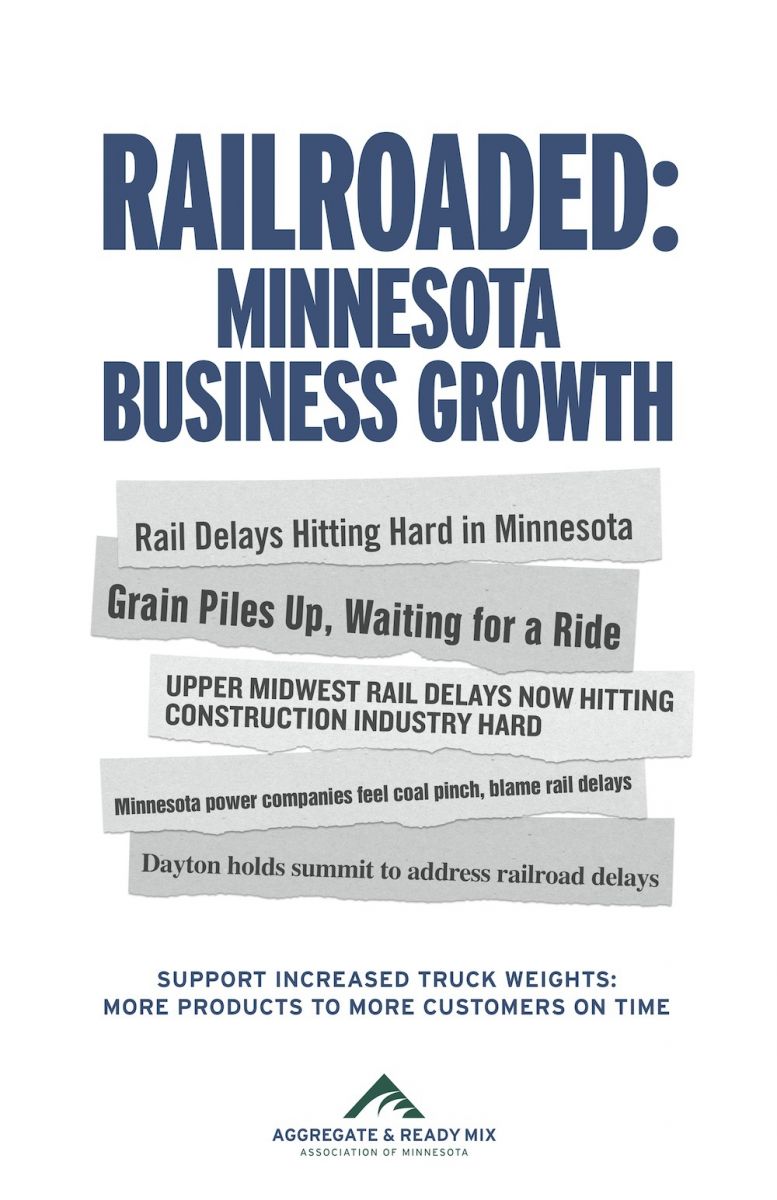 RAILROADED:
MINNESOTA
BUSINESS GROWTH
Rail Delays Hitting Hard in Minnesota
Grain Piles Up, Waiting for a Ride
UPPER MIDWEST RAIL DELAYS NOW HITTING
CONSTRUCTION INDUSTRY HARD
Minnesota power companies feel coal pinch, blame rail delays
Dayton holds summit to address railroad delays
SUPPORT INCREASED TRUCK WEIGHTS:
MORE PRODUCTS TO MORE CUSTOMERS ON TIME
AGGREGATE & READY MIX
ASSOCIATION OF MINNESOTA